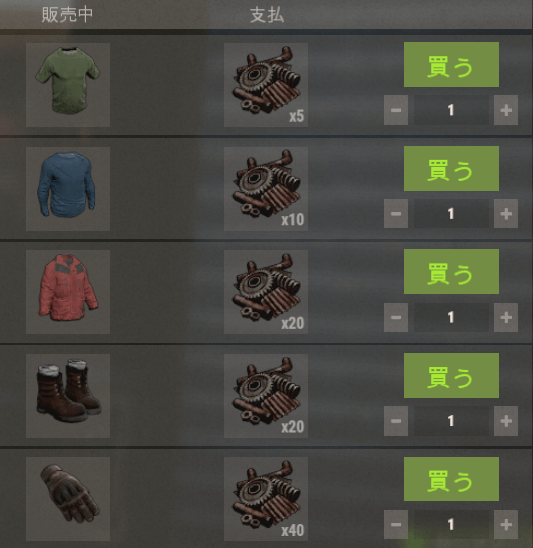 販売中 支払
買う
x5
− 1 +
買う
x10
− 1 +
買う
x20
− 1 +
買う
x20
− 1 +
買う
x40
− 1 +